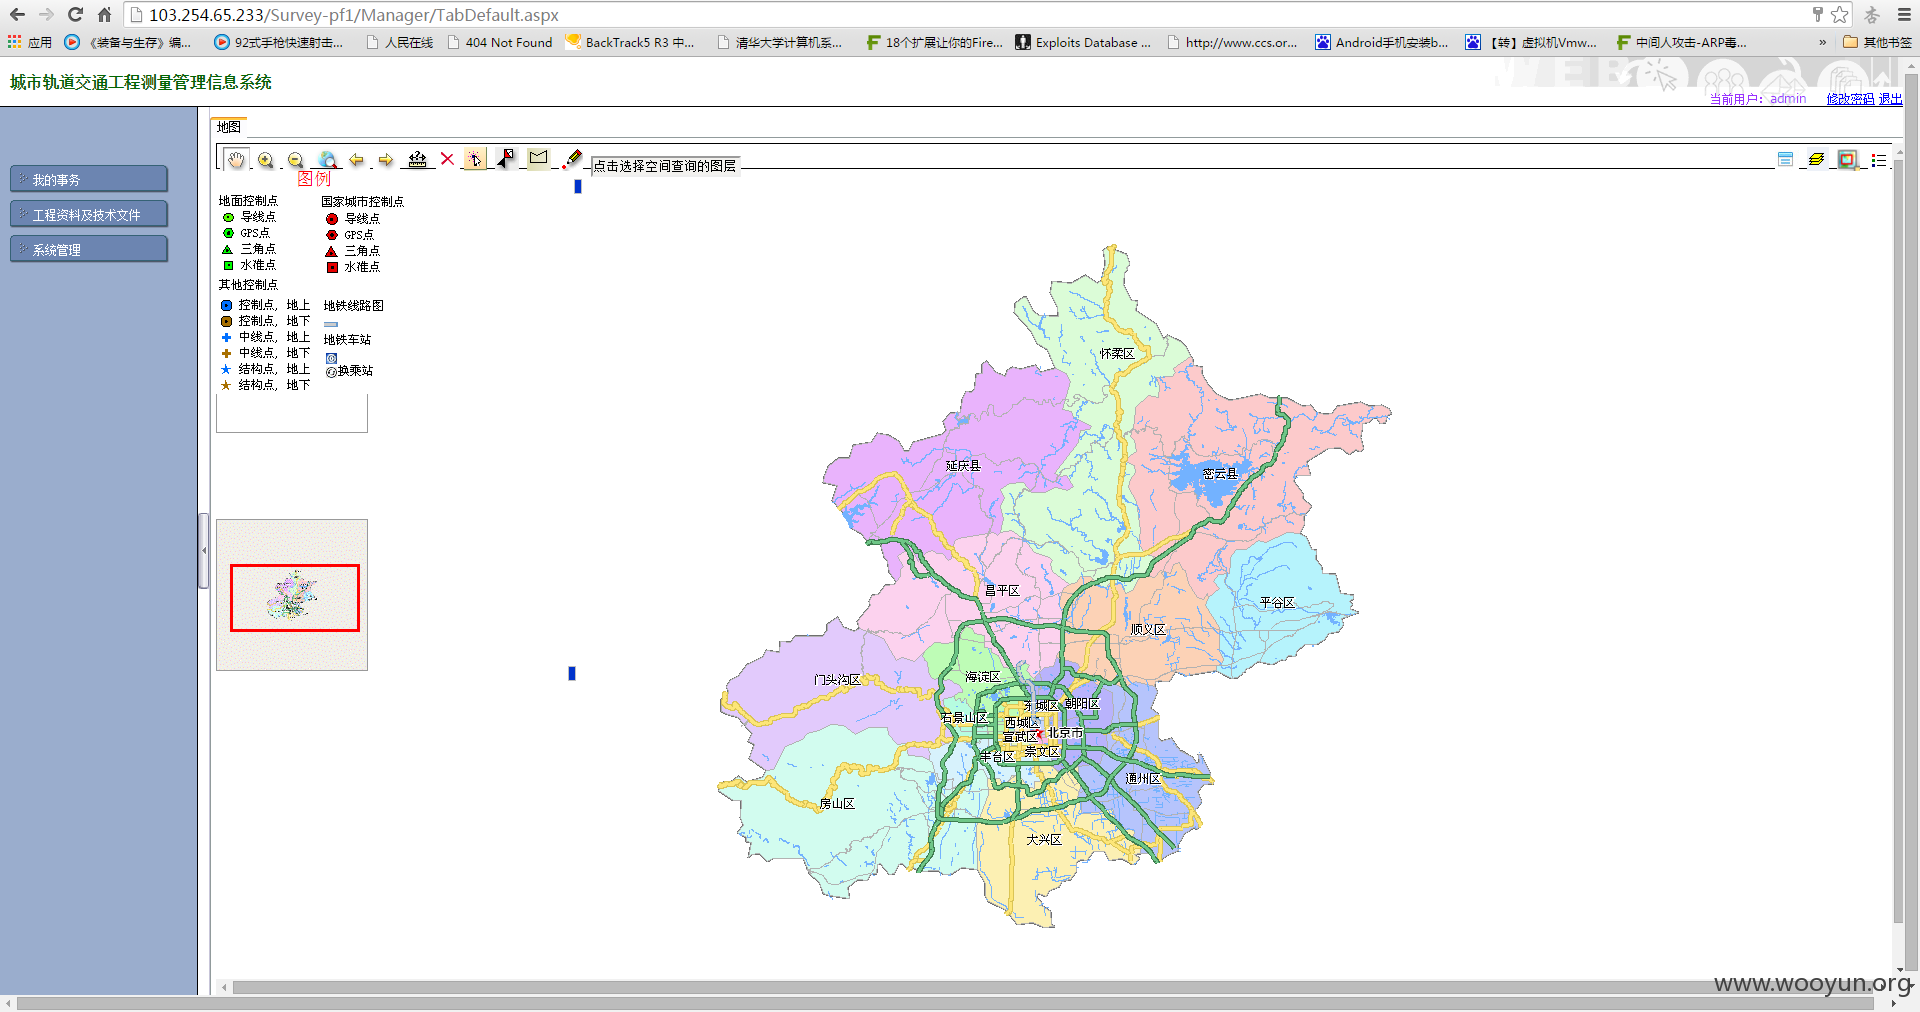 103.254.65.233/Survey-pf1/Manager/TabDefault.aspx
应用 《装备与生存》编... 92式手枪快速射击... 人民在线 404 Not Found BackTrack5 R3 中... 清华大学计算机系... 18个扩展让你的Fire... Exploits Database ... http://www.ccs.or... Android手机安装b... 【转】虚拟机Vmw... 中间人攻击-ARP毒... » 其他书签
城市轨道交通工程测量管理信息系统
当前用户：admin 修改密码 退出
地图
我的事务
工程资料及技术文件
系统管理
点击选择空间查询的图层
图例
地面控制点 国家城市控制点
导线点 导线点
GPS点 GPS点
三角点 三角点
水准点 水准点
其他控制点
控制点, 地上 地铁线路图
控制点, 地下
中线点, 地上 地铁车站
中线点, 地下
结构点, 地上 换乘站
结构点, 地下
怀柔区
延庆县
密云县
昌平区
平谷区
顺义区
门头沟区
海淀区
东城区
朝阳区
石景山区
西城区
宣武区
北京市
丰台区
崇文区
通州区
房山区
大兴区
www.wooyun.org